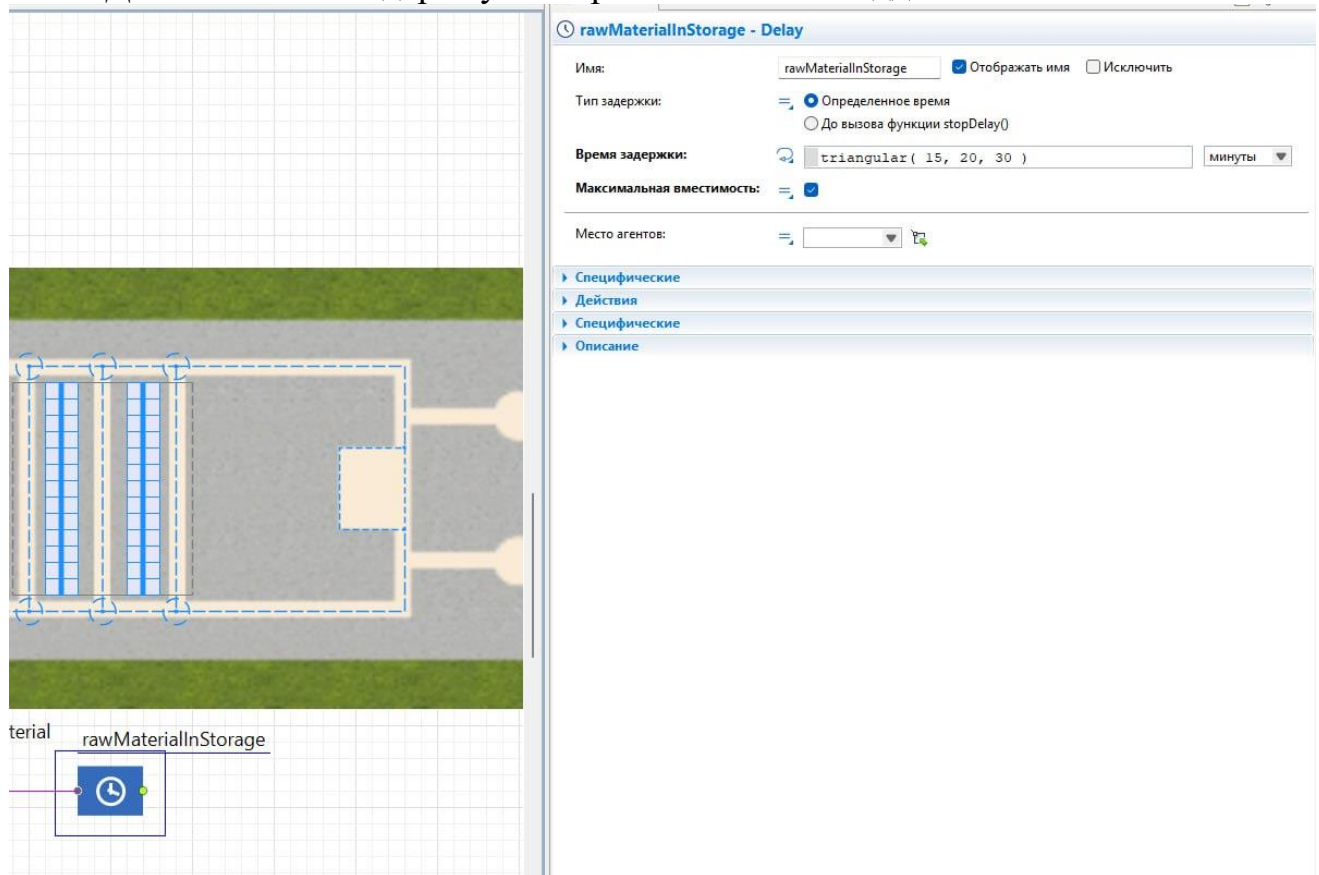 rawMaterialInStorage - Delay
Имя:
rawMaterialInStorage
Отображать имя
Исключить
Тип задержки:
Определенное время
До вызова функции stopDelay()
Время задержки:
triangular( 15, 20, 30 )
минуты
Максимальная вместимость:
Место агентов:
Специфические
Действия
Специфические
Описание
terial
rawMaterialInStorage